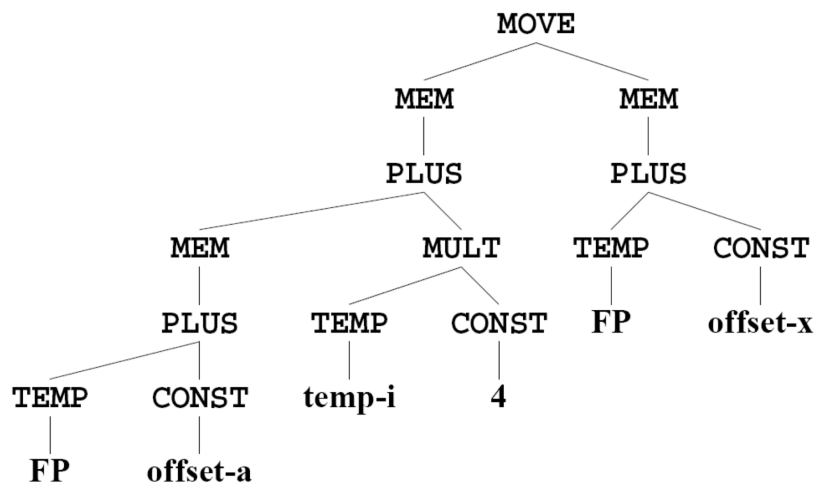 MOVE
MEM MEM
PLUS PLUS
MEM MULT TEMP CONST
PLUS TEMP CONST FP offset-x
TEMP CONST temp-i 4
FP offset-a